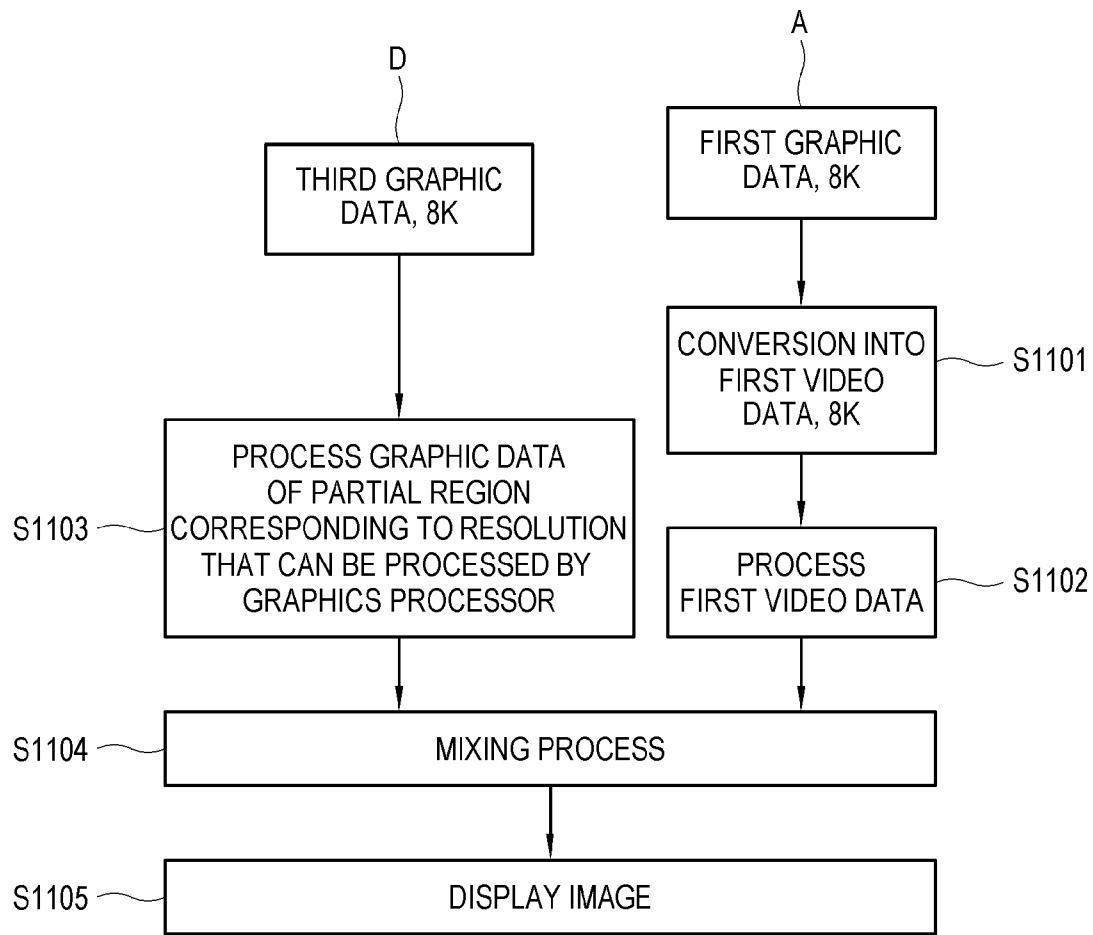 D
A
THIRD GRAPHIC
DATA, 8K
FIRST GRAPHIC
DATA, 8K
CONVERSION INTO
FIRST VIDEO
DATA, 8K
S1101
S1103
PROCESS GRAPHIC DATA
OF PARTIAL REGION
CORRESPONDING TO RESOLUTION
THAT CAN BE PROCESSED BY
GRAPHICS PROCESSOR
PROCESS
FIRST VIDEO DATA
S1102
S1104
MIXING PROCESS
S1105
DISPLAY IMAGE